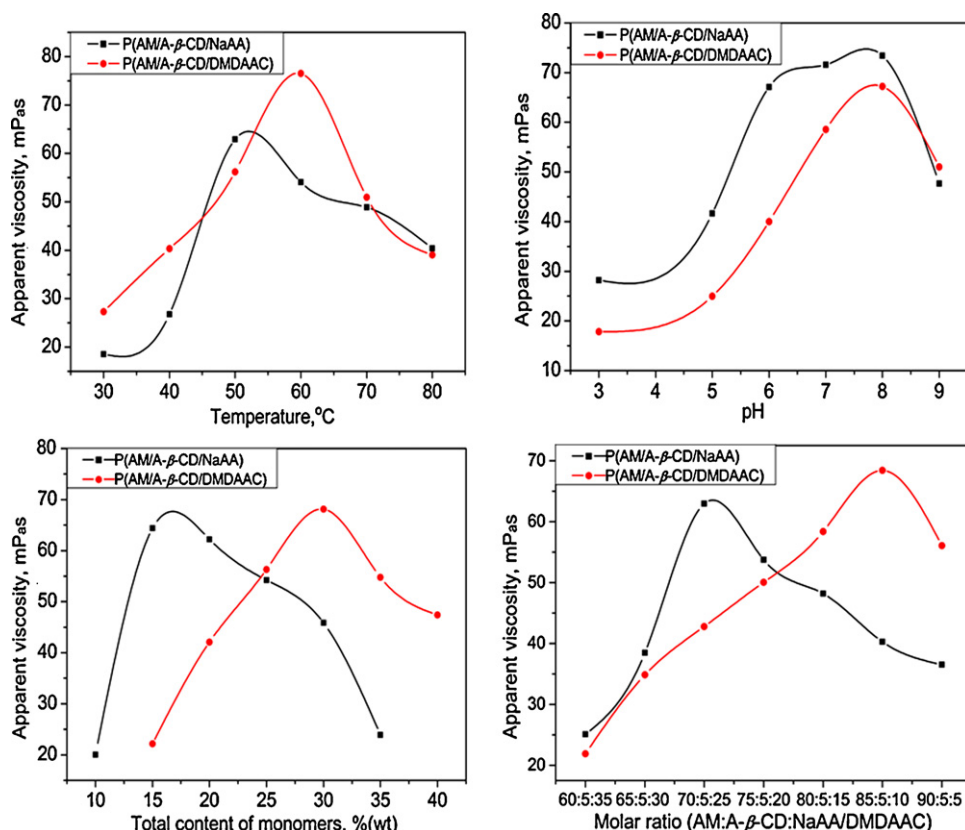 P(AM/A-β-CD/NaAA)
P(AM/A-β-CD/DMDAAC)
Apparent viscosity, mPas
80
70
60
50
40
30
20
30 40 50 60 70 80
Temperature,°C
P(AM/A-β-CD/NaAA)
P(AM/A-β-CD/DMDAAC)
Apparent viscosity, mPas
80
70
60
50
40
30
20
10
3 4 5 6 7 8 9
pH
P(AM/A-β-CD/NaAA)
P(AM/A-β-CD/DMDAAC)
Apparent viscosity, mPas
80
70
60
50
40
30
20
10 15 20 25 30 35 40
Total content of monomers, %(wt)
P(AM/A-β-CD/NaAA)
P(AM/A-β-CD/DMDAAC)
Apparent viscosity, mPas
70
60
50
40
30
20
60:5:35 65:5:30 70:5:25 75:5:20 80:5:15 85:5:10 90:5:5
Molar ratio (AM:A-β-CD:NaAA/DMDAAC)